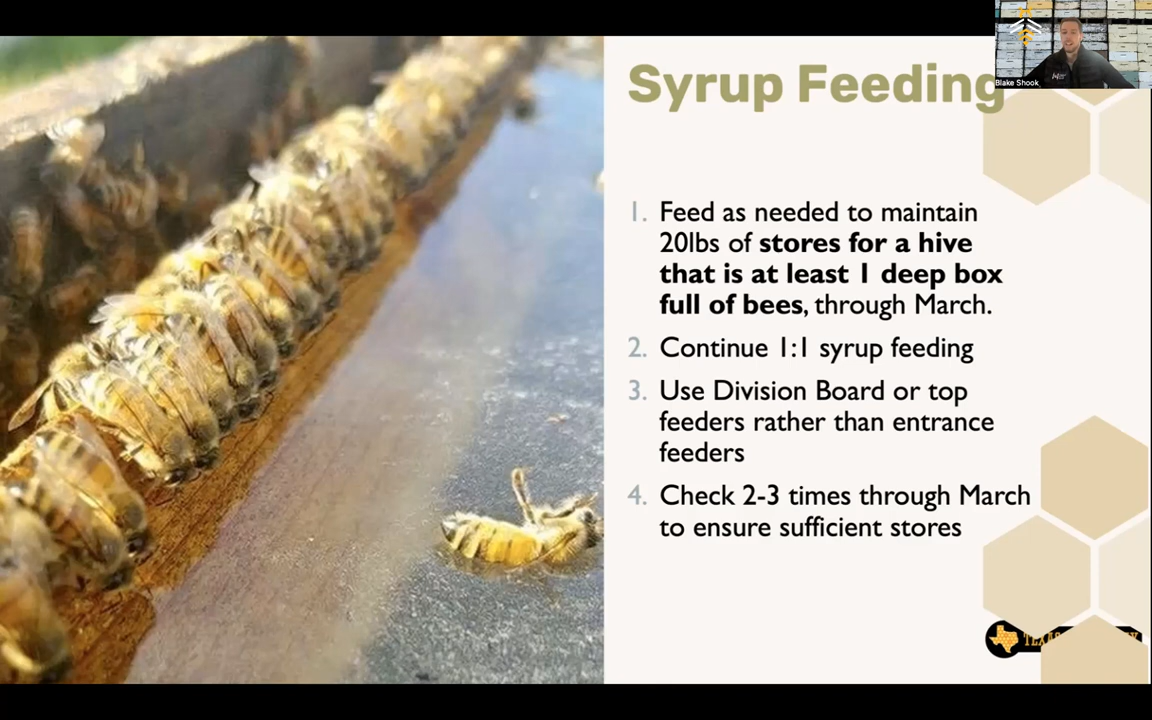 Syrup Feeding
Blake Shook
1. Feed as needed to maintain
20lbs of stores for a hive
that is at least 1 deep box
full of bees, through March.
2. Continue 1:1 syrup feeding
3. Use Division Board or top
feeders rather than entrance
feeders
4. Check 2-3 times through March
to ensure sufficient stores